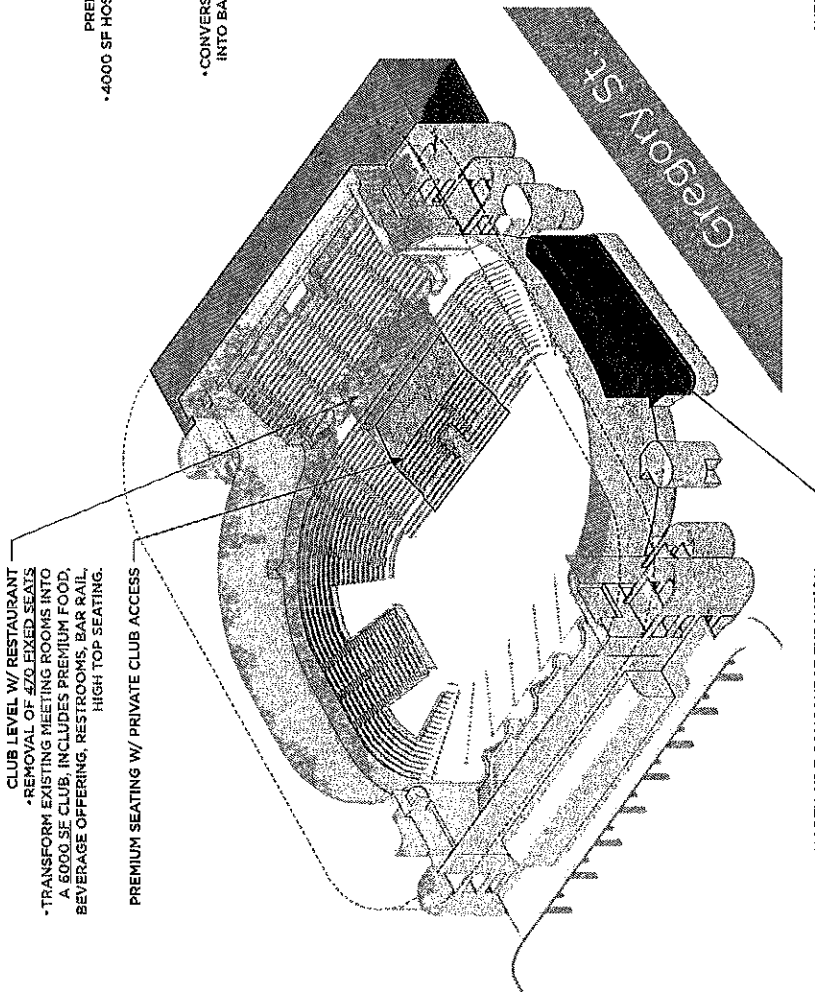 CLUB LEVEL W/ RESTAURANT
•REMOVAL OF 470 FIXED SEATS
•TRANSFORM EXISTING MEETING ROOMS INTO
A 6000 SF CLUB, INCLUDES PREMIUM FOOD,
BEVERAGE OFFERING, RESTROOMS, BAR RAIL,
HIGH TOP SEATING.
PREMIUM SEATING W/ PRIVATE CLUB ACCESS
•4000 SF HOS
•CONVERS
INTO BA
Gregory St.